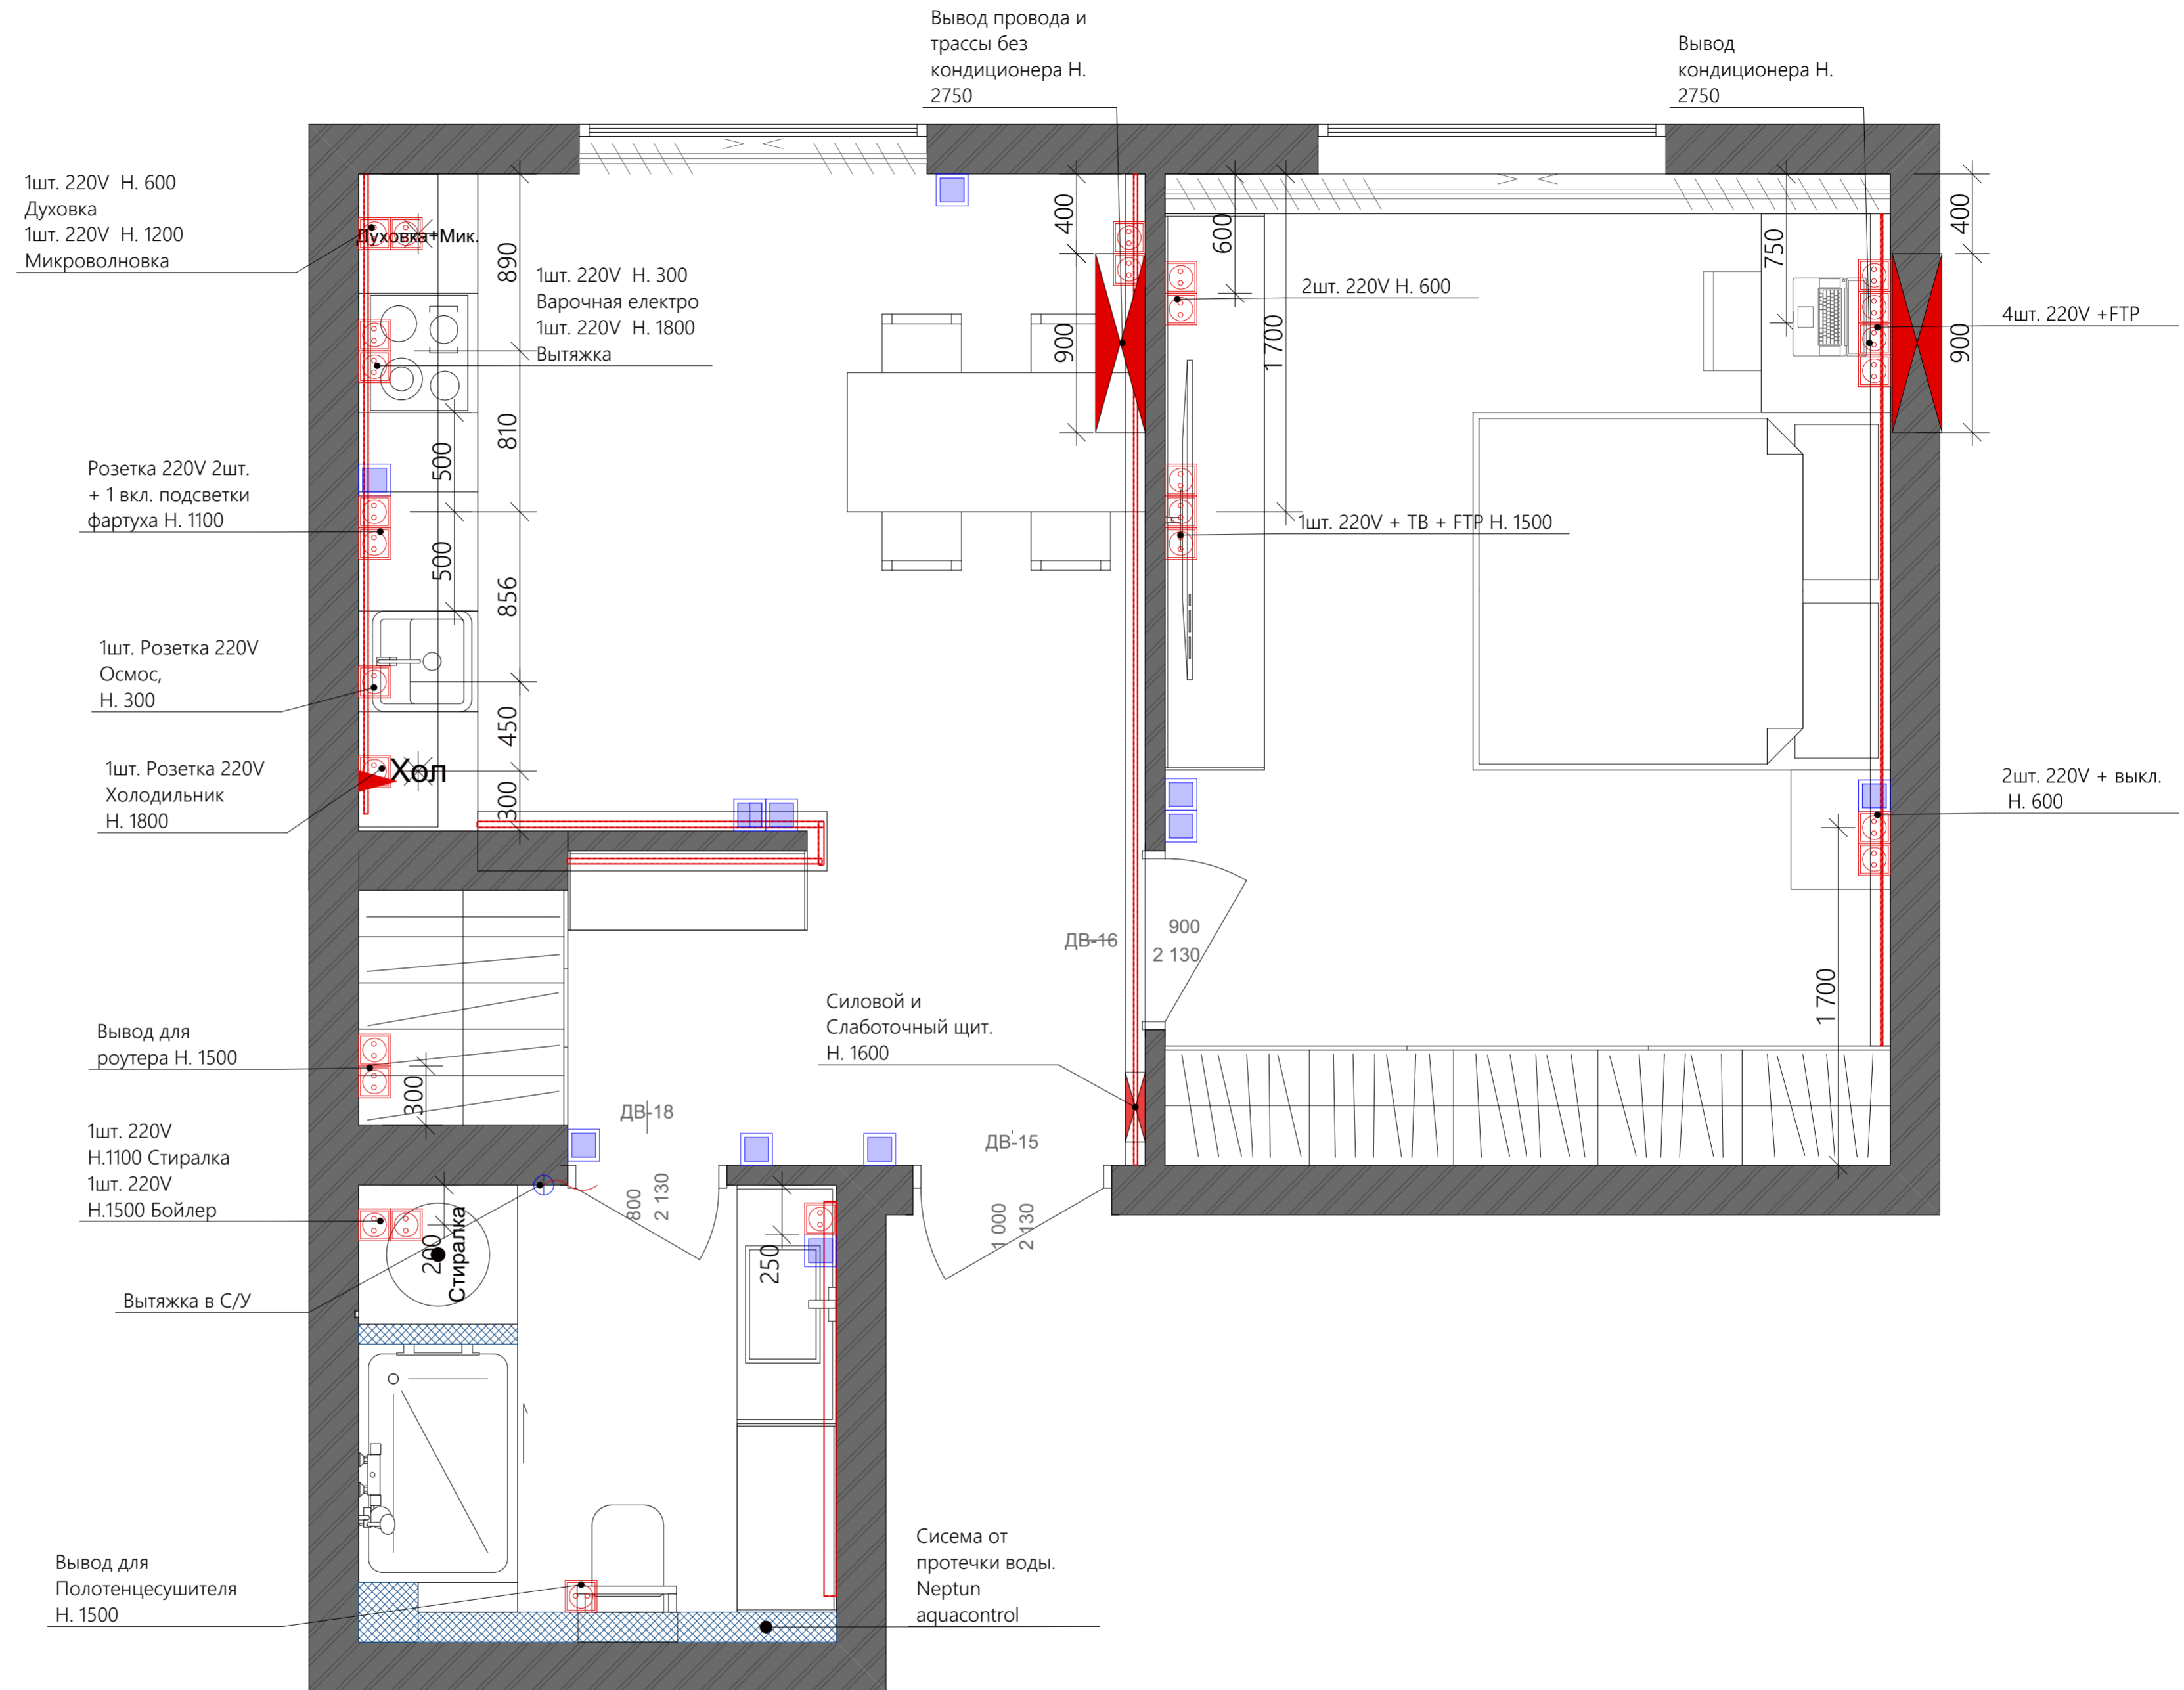 Вывод провода и
трассы без
кондиционера Н.
2750
Вывод
кондиционера Н.
2750
1шт. 220V  Н. 600
Духовка
1шт. 220V  Н. 1200
Микроволновка
Духовка+Мик.
890
1шт. 220V  Н. 300
Варочная електро
1шт. 220V  Н. 1800
Вытяжка
400
900
600
1 700
2шт. 220V Н. 600
750
400
900
4шт. 220V +FTP
810
500
Розетка 220V 2шт.
+ 1 вкл. подсветки
фартуха Н. 1100
1шт. 220V + ТВ + FTP Н. 1500
500
856
1шт. Розетка 220V
Осмос,
Н. 300
450
1шт. Розетка 220V
Холодильник
Н. 1800
Хол
300
2шт. 220V + выкл.
Н. 600
ДВ-16
900
2 130
1 700
Силовой и
Слаботочный щит.
Н. 1600
Вывод для
роутера Н. 1500
300
ДВ-18
ДВ-15
1шт. 220V
Н.1100 Стиралка
1шт. 220V
Н.1500 Бойлер
800
2 130
1 000
2 130
200
Стиралка
250
Вытяжка в С/У
Вывод для
Полотенцесушителя
Н. 1500
Сисема от
протечки воды.
Neptun
aquacontrol